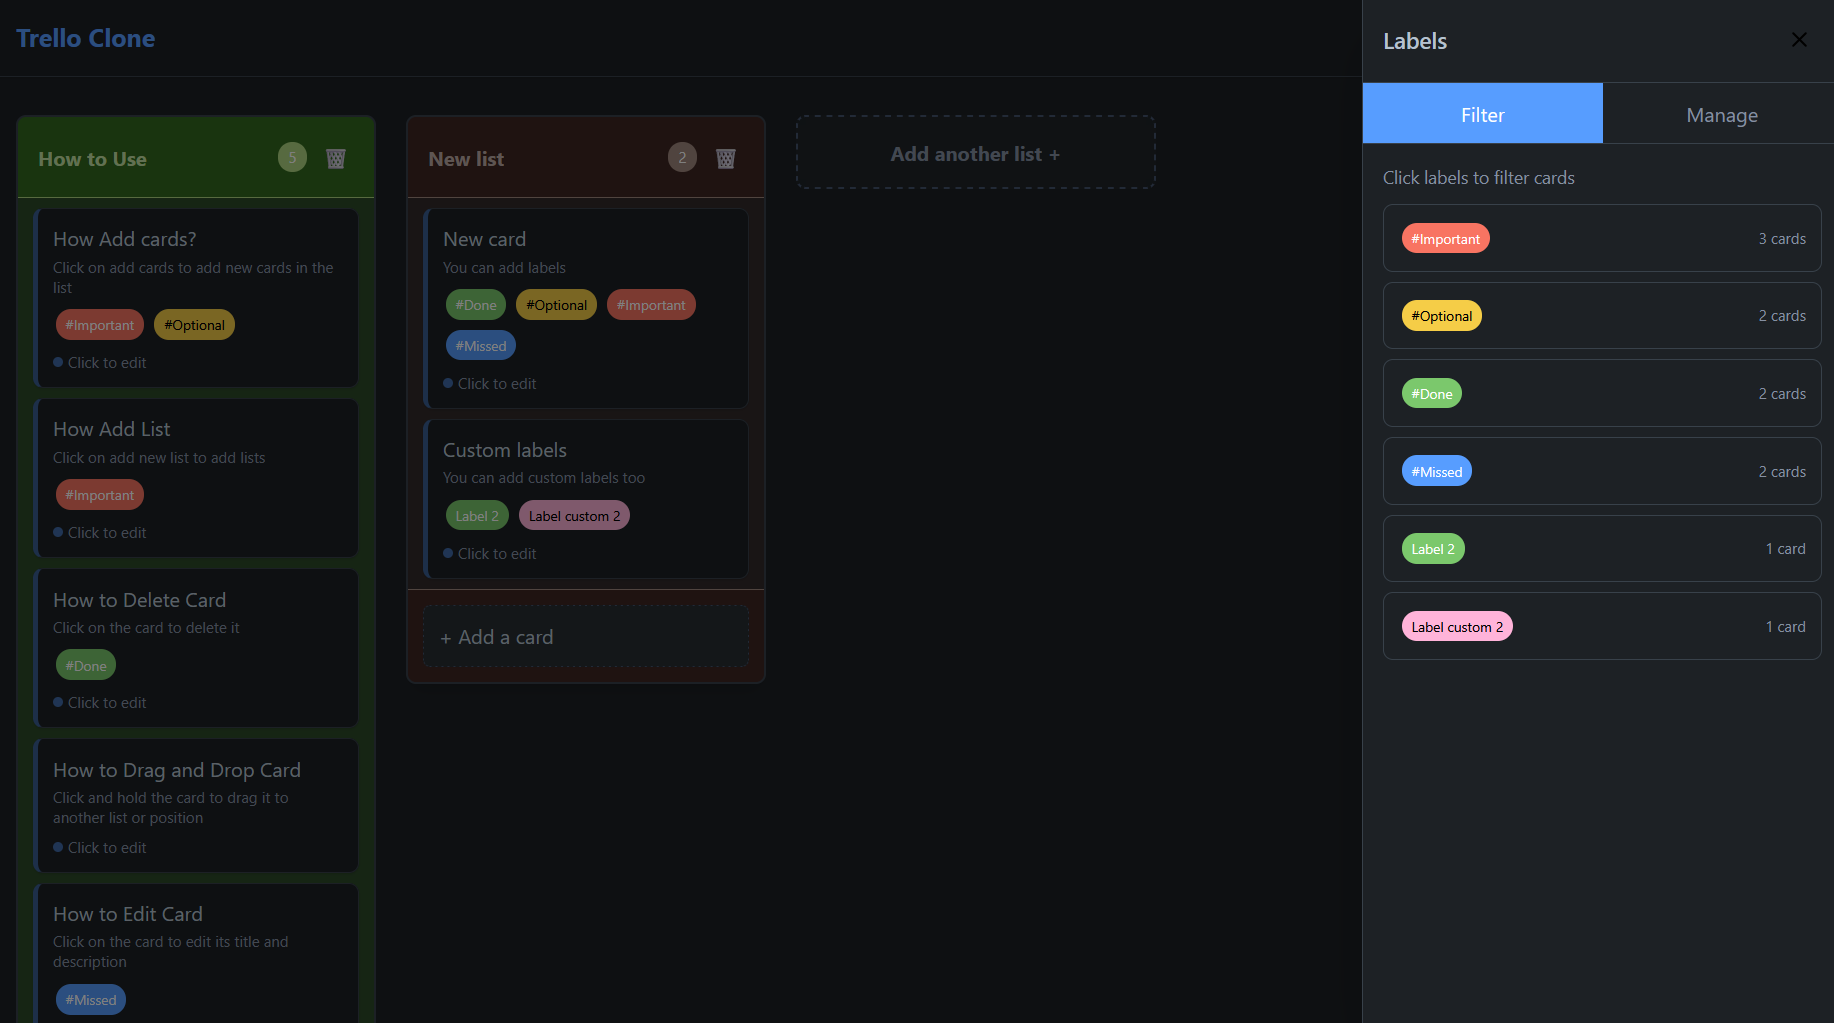 Trello Clone
How to Use
5
How Add cards?
Click on add cards to add new cards in the
list
#Important
#Optional
Click to edit
How Add List
Click on add new list to add lists
#Important
Click to edit
How to Delete Card
Click on the card to delete it
#Done
Click to edit
How to Drag and Drop Card
Click and hold the card to drag it to
another list or position
Click to edit
How to Edit Card
Click on the card to edit its title and
description
#Missed
New list
2
New card
You can add labels
#Done
#Optional
#Important
#Missed
Click to edit
Custom labels
You can add custom labels too
Label 2
Label custom 2
Click to edit
+ Add a card
Add another list +
Labels
Filter
Manage
Click labels to filter cards
#Important
3 cards
#Optional
2 cards
#Done
2 cards
#Missed
2 cards
Label 2
1 card
Label custom 2
1 card